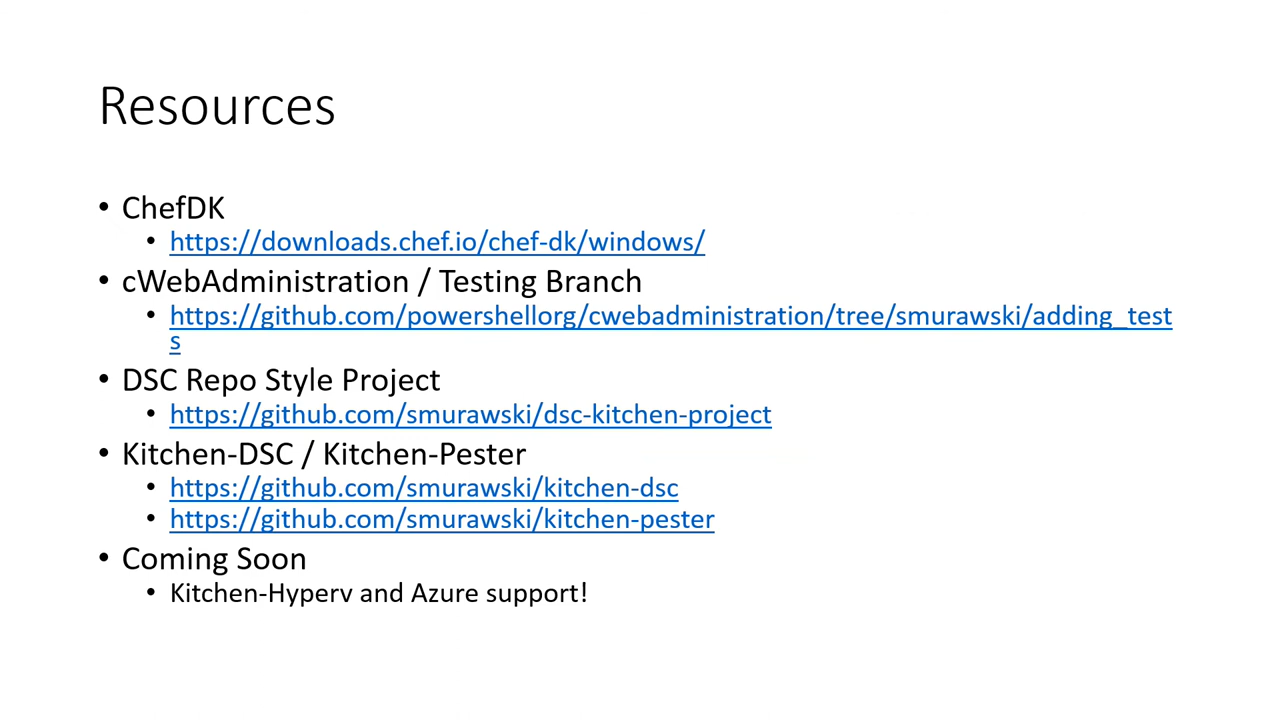 Resources
• ChefDK
• https://downloads.chef.io/chef-dk/windows/
• cWebAdministration / Testing Branch
• https://github.com/powershellorg/cwebadministration/tree/smurawski/adding_test
s
• DSC Repo Style Project
• https://github.com/smurawski/dsc-kitchen-project
• Kitchen-DSC / Kitchen-Pester
• https://github.com/smurawski/kitchen-dsc
• https://github.com/smurawski/kitchen-pester
• Coming Soon
• Kitchen-Hyperv and Azure support!